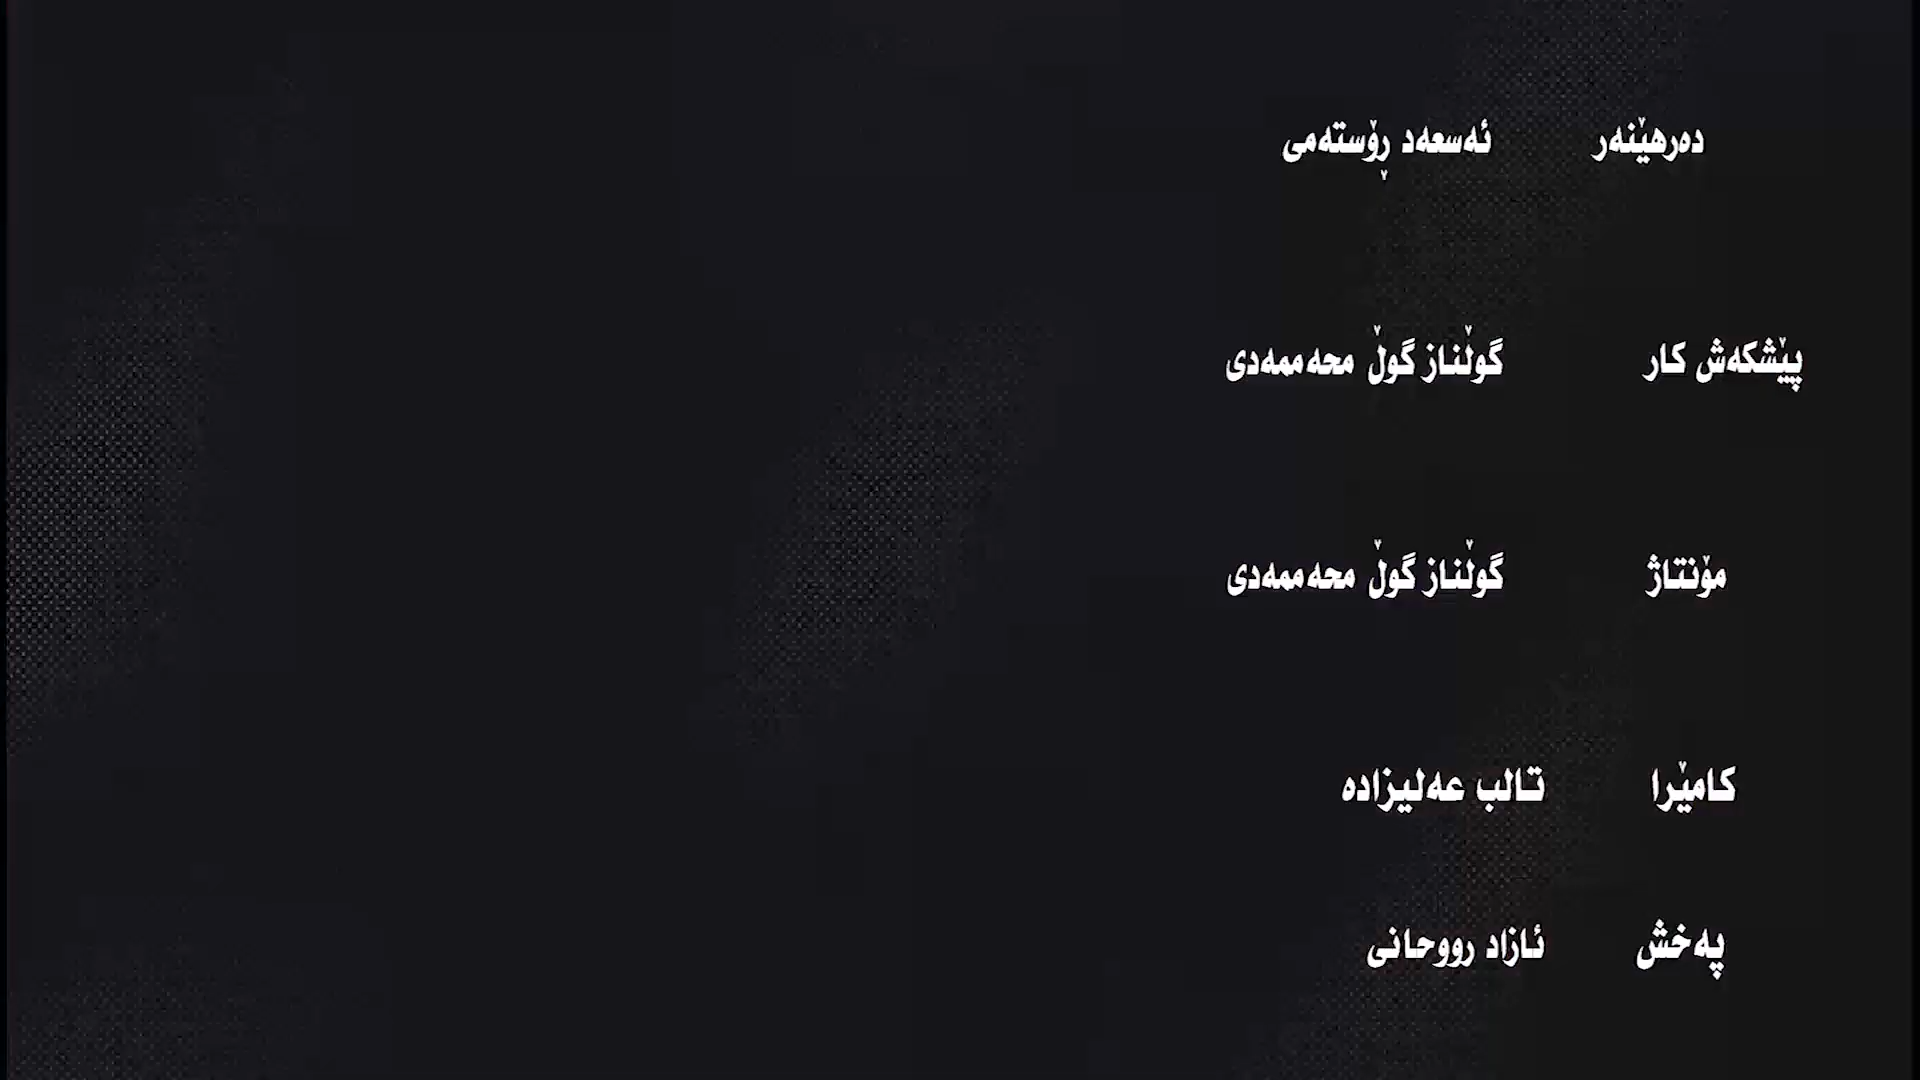 دەرهێنەر ئەسعەد ڕۆستەمی
پێشکەش کار گوڵناز گوڵ محەممەدی
مۆنتاژ گوڵناز گوڵ محەممەدی
کامێرا تالب عەلیزادە
پەخش ئازاد رووحانی